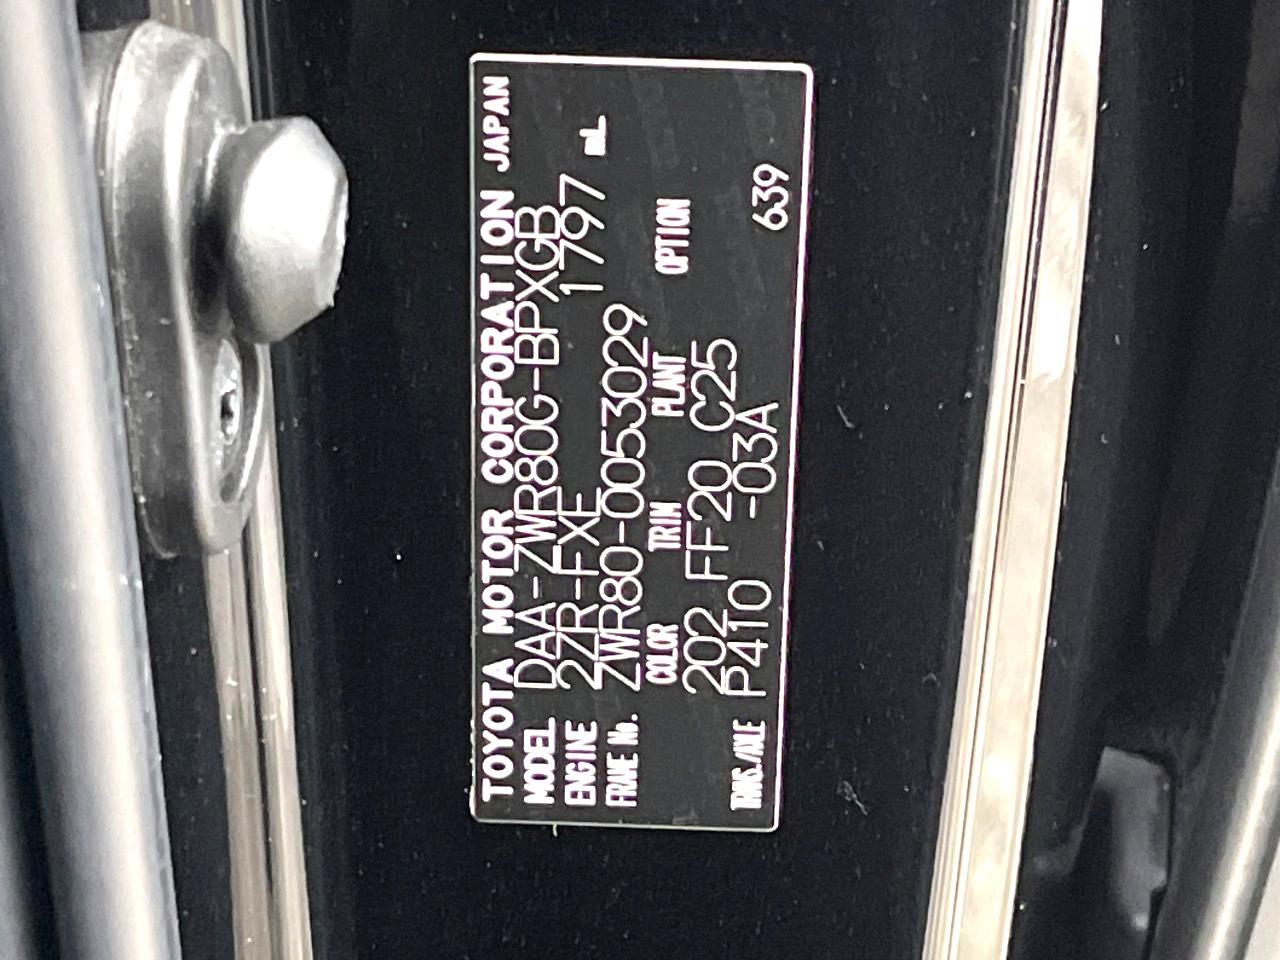 TOYOTA MOTOR CORPORATION JAPAN
MODEL DAA-ZWR80G-BPXGB
ENGINE 2ZR-FXE 1797 mL
FRAME No. ZWR80-0053029
COLOR TRIM PLANT OPTION
202 FF20 C25
TRANS./AXLE P410 -03A 639